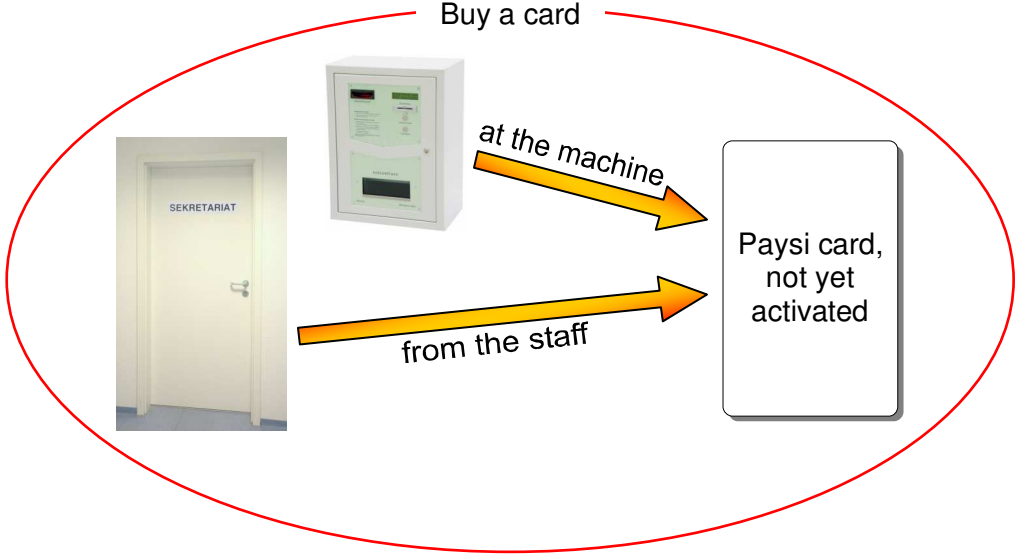 Buy a card
at the machine
SEKRETARIAT
Paysi card,
not yet
activated
from the staff